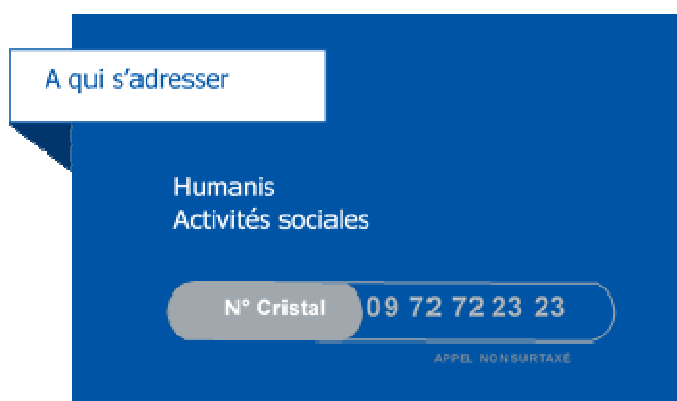 A qui s'adresser
Humanis
Activités sociales
N° Cristal 09 72 72 23 23
APPEL NON SURTAXÉ